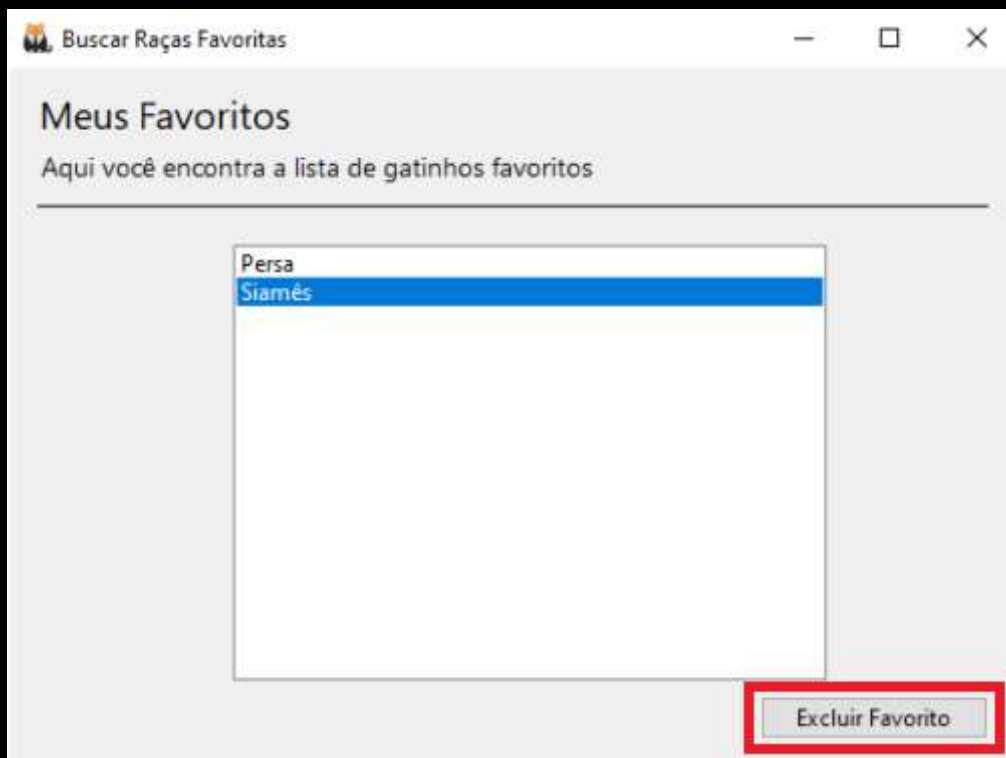 Buscar Raças Favoritas
Meus Favoritos
Aqui você encontra a lista de gatinhos favoritos
Persa
Siamês
Excluir Favorito